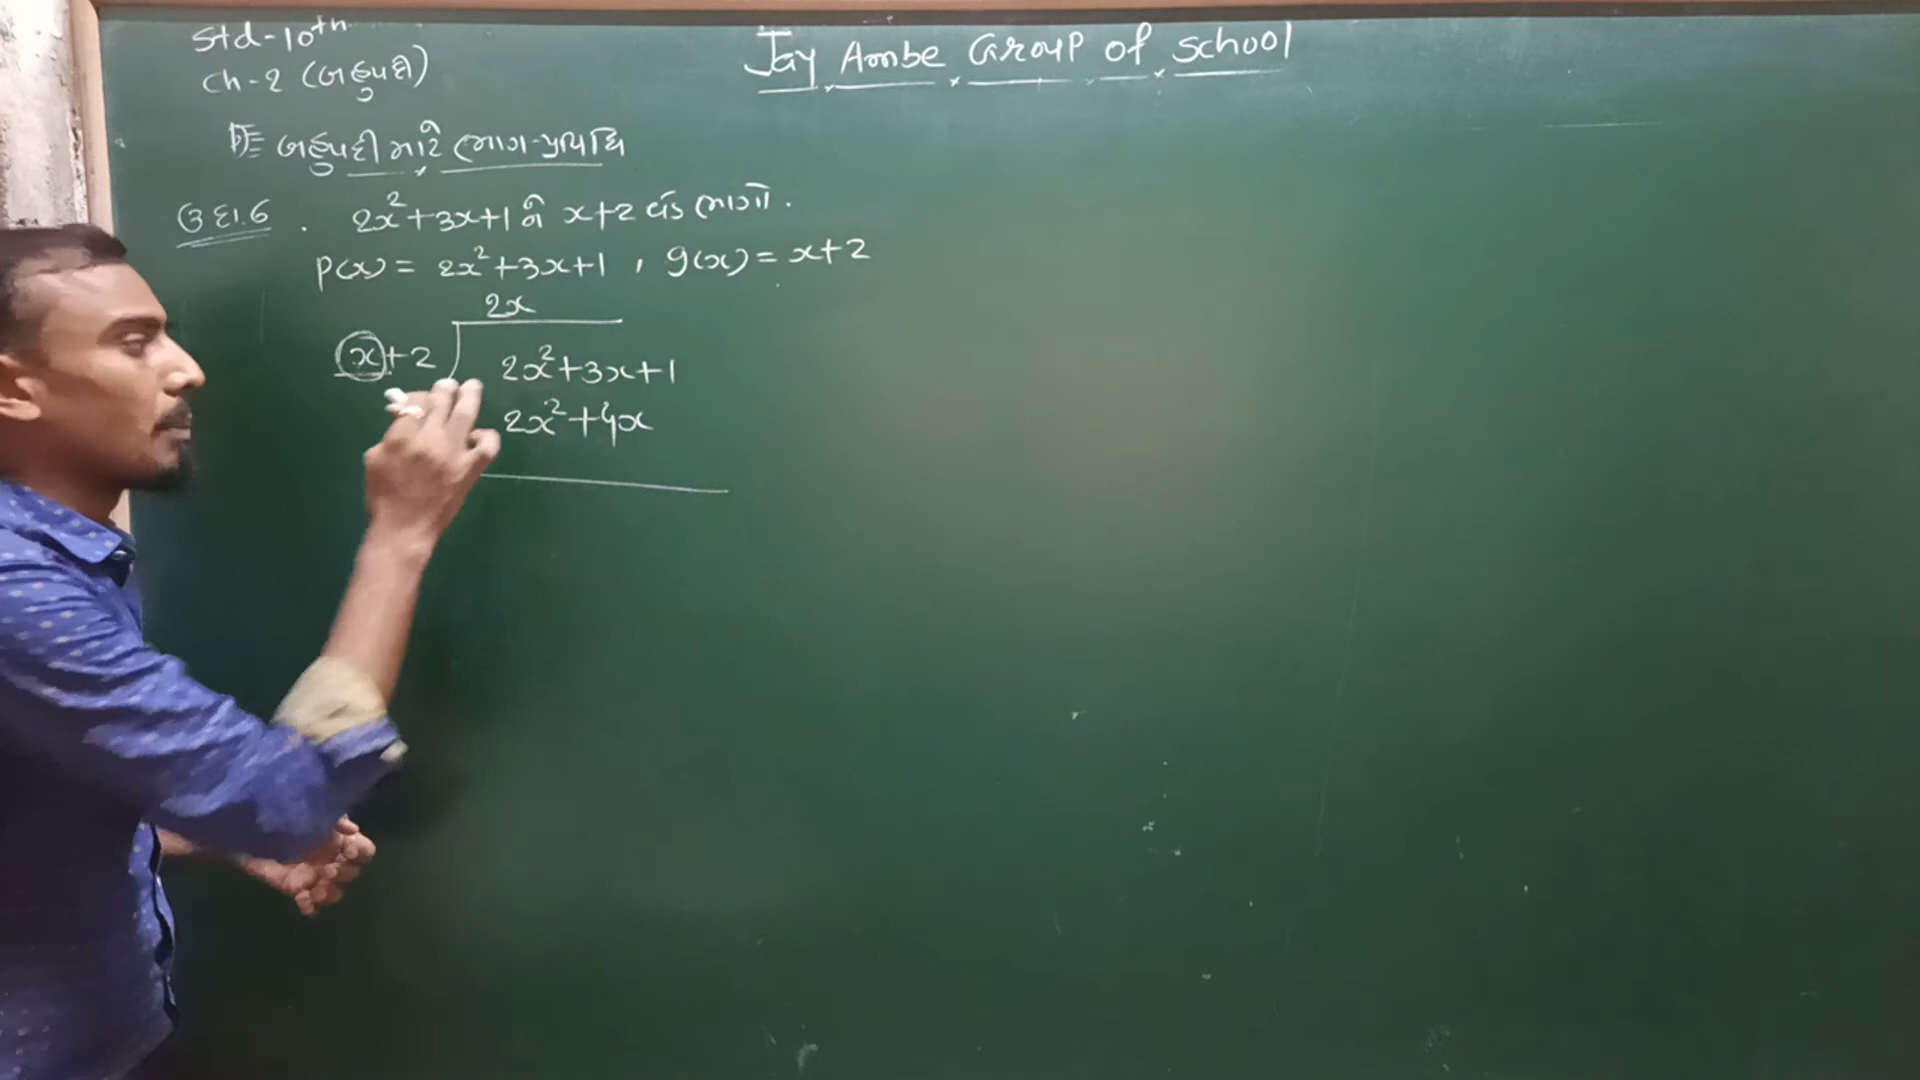 Std-10th
Jay Ambe Group of School
Ch-2 (બહુપદી)
બહુપદી માટે ભાગ-પ્રવિધિ
ઉદા.6. 2x²+3x+1 ને x+2 વડે ભાગો.
p(x) = 2x²+3x+1 , g(x) = x+2
2x
x+2 2x²+3x+1
2x²+4x